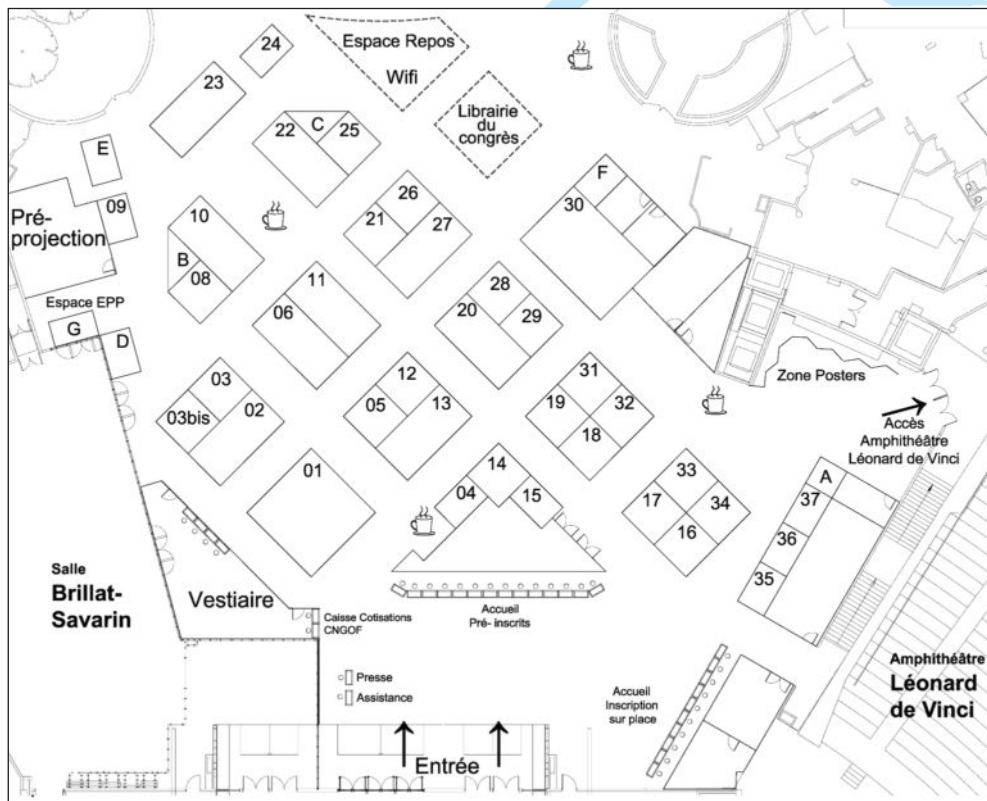 24
Espace Repos
Wifi
23
Librairie
du
congrès
22
C
25
E
09
Pré-
projection
10
B
08
26
21
27
F
30
Espace EPP
G
D
11
06
28
20
29
Zone Posters
Accès
Amphithéâtre
Léonard de Vinci
03
03bis
02
12
05
13
31
19
32
18
01
14
04
15
33
17
34
16
A
37
36
35
Salle
Brillat-
Savarin
Vestiaire
Caisse Cotisations
CNGOF
Accueil
Pré- inscrits
Presse
Assistance
Accueil
Inscription
sur place
Amphithéâtre
Léonard
de Vinci
Entrée